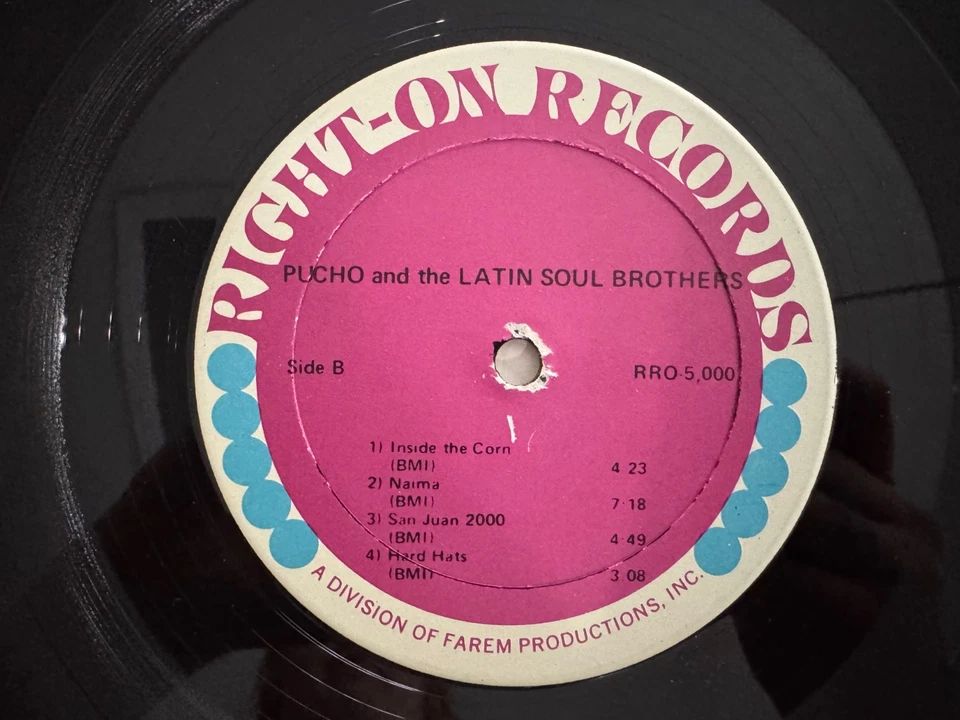 RIGHT-ON RECORDS
PUCHO and the LATIN SOUL BROTHERS
Side B
RRO-5,000
1) Inside the Corn
(BMI) 4:23
2) Naima
(BMI) 7:18
3) San Juan 2000
(BMI) 4:49
4) Hard Hats
(BMI) 3:08
A DIVISION OF FAREM PRODUCTIONS, INC.